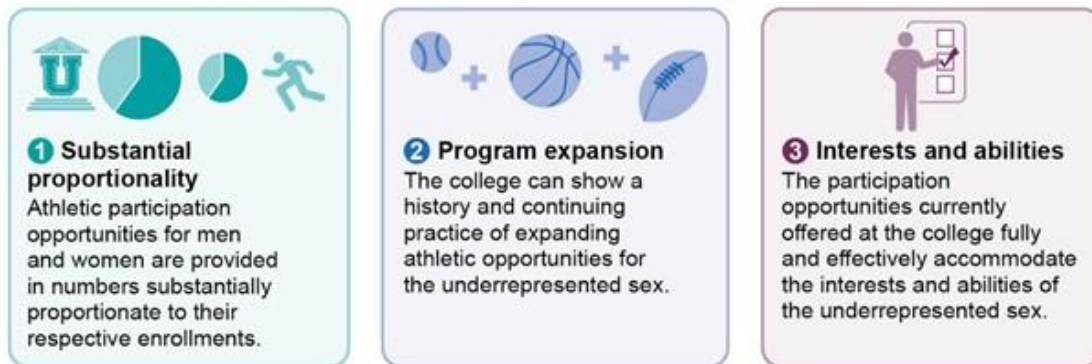 U
1 Substantial
proportionality
Athletic participation
opportunities for men
and women are provided
in numbers substantially
proportionate to their
respective enrollments.
2 Program expansion
The college can show a
history and continuing
practice of expanding
athletic opportunities for
the underrepresented sex.
3 Interests and abilities
The participation
opportunities currently
offered at the college fully
and effectively accommodate
the interests and abilities of
the underrepresented sex.